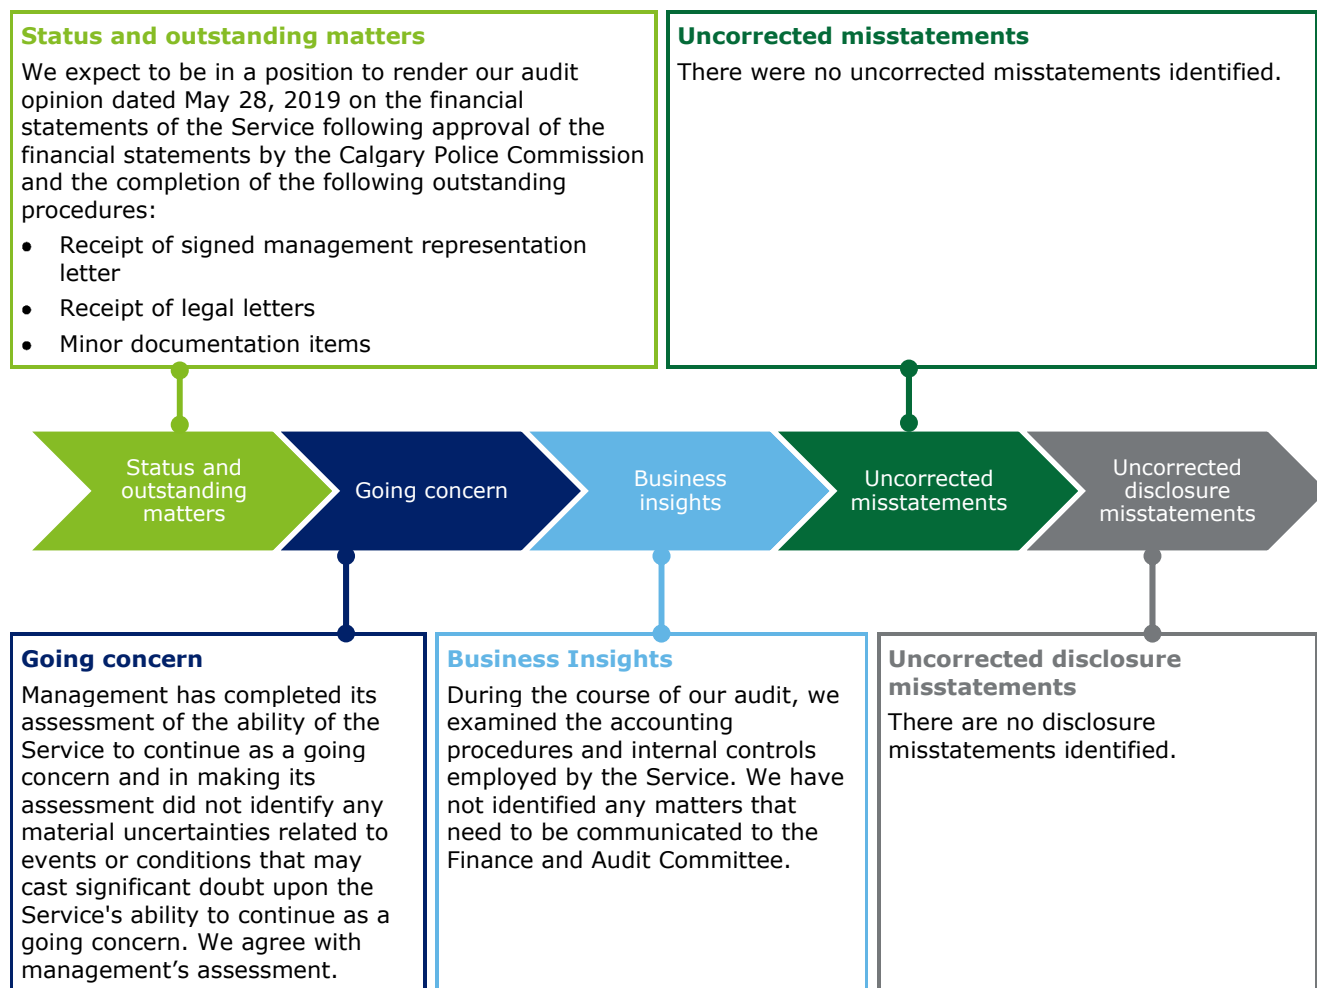 Status and outstanding matters
We expect to be in a position to render our audit
opinion dated May 28, 2019 on the financial
statements of the Service following approval of the
financial statements by the Calgary Police Commission
and the completion of the following outstanding
procedures:
• Receipt of signed management representation
letter
• Receipt of legal letters
• Minor documentation items
Uncorrected misstatements
There were no uncorrected misstatements identified.
Status and
outstanding
matters
Going concern
Business
insights
Uncorrected
misstatements
Uncorrected
disclosure
misstatements
Going concern
Management has completed its
assessment of the ability of the
Service to continue as a going
concern and in making its
assessment did not identify any
material uncertainties related to
events or conditions that may
cast significant doubt upon the
Service's ability to continue as a
going concern. We agree with
management’s assessment.
Business Insights
During the course of our audit, we
examined the accounting
procedures and internal controls
employed by the Service. We have
not identified any matters that
need to be communicated to the
Finance and Audit Committee.
Uncorrected disclosure
misstatements
There are no disclosure
misstatements identified.